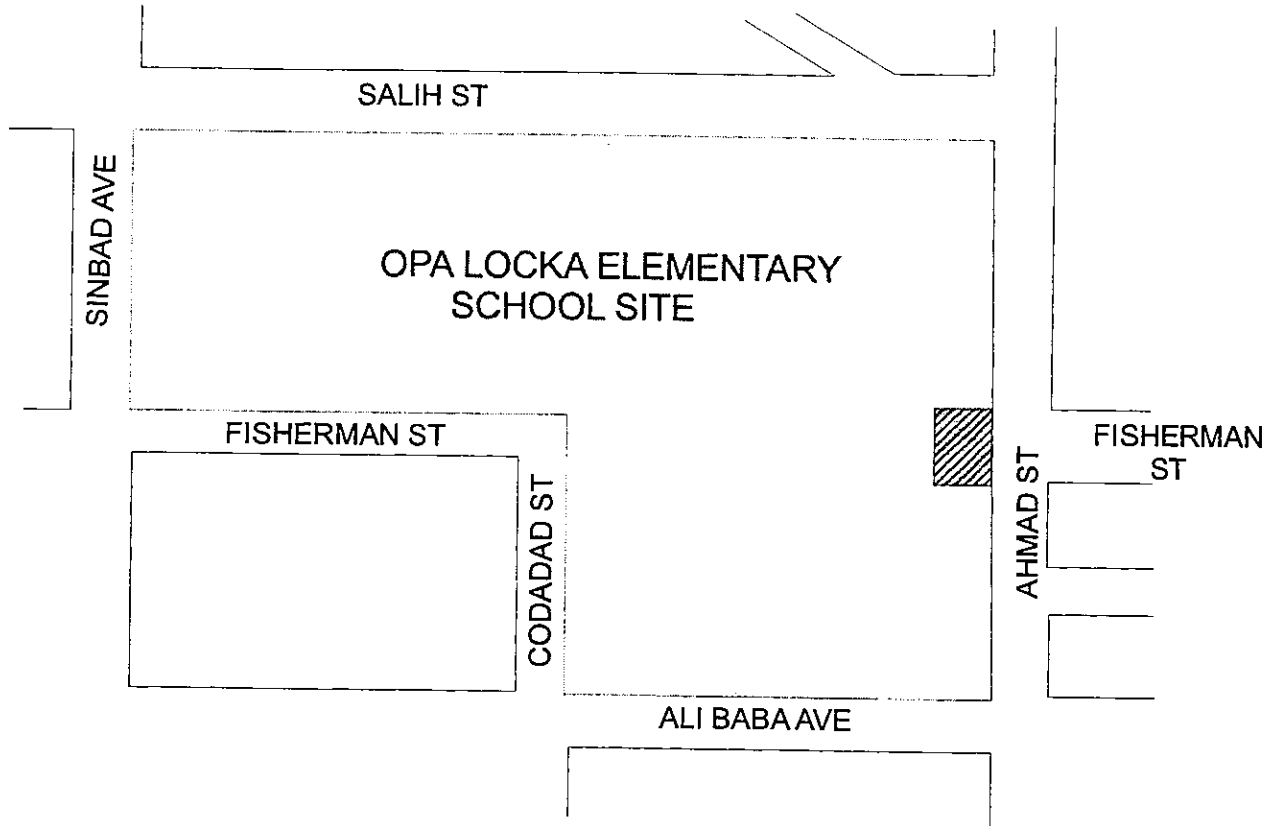 SALIH ST
SINBAD AVE
OPA LOCKA ELEMENTARY
SCHOOL SITE
FISHERMAN ST
FISHERMAN
ST
CODADAD ST
AHMAD ST
ALI BABA AVE